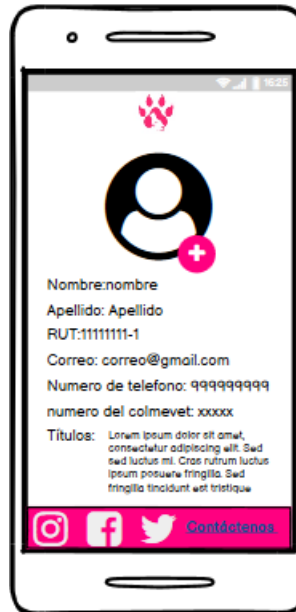 16:25
Nombre:nombre
Apellido: Apellido
RUT:11111111-1
Correo: correo@gmail.com
Numero de telefono: 999999999
numero del colmevet: xxxxx
Títulos: Lorem ipsum dolor sit amet,
consectetur adipiscing elit. Sed
sed luctus mi. Cras rutrum luctus
ipsum posuere fringilla. Sed
fringilla tincidunt est tristique
Contáctenos